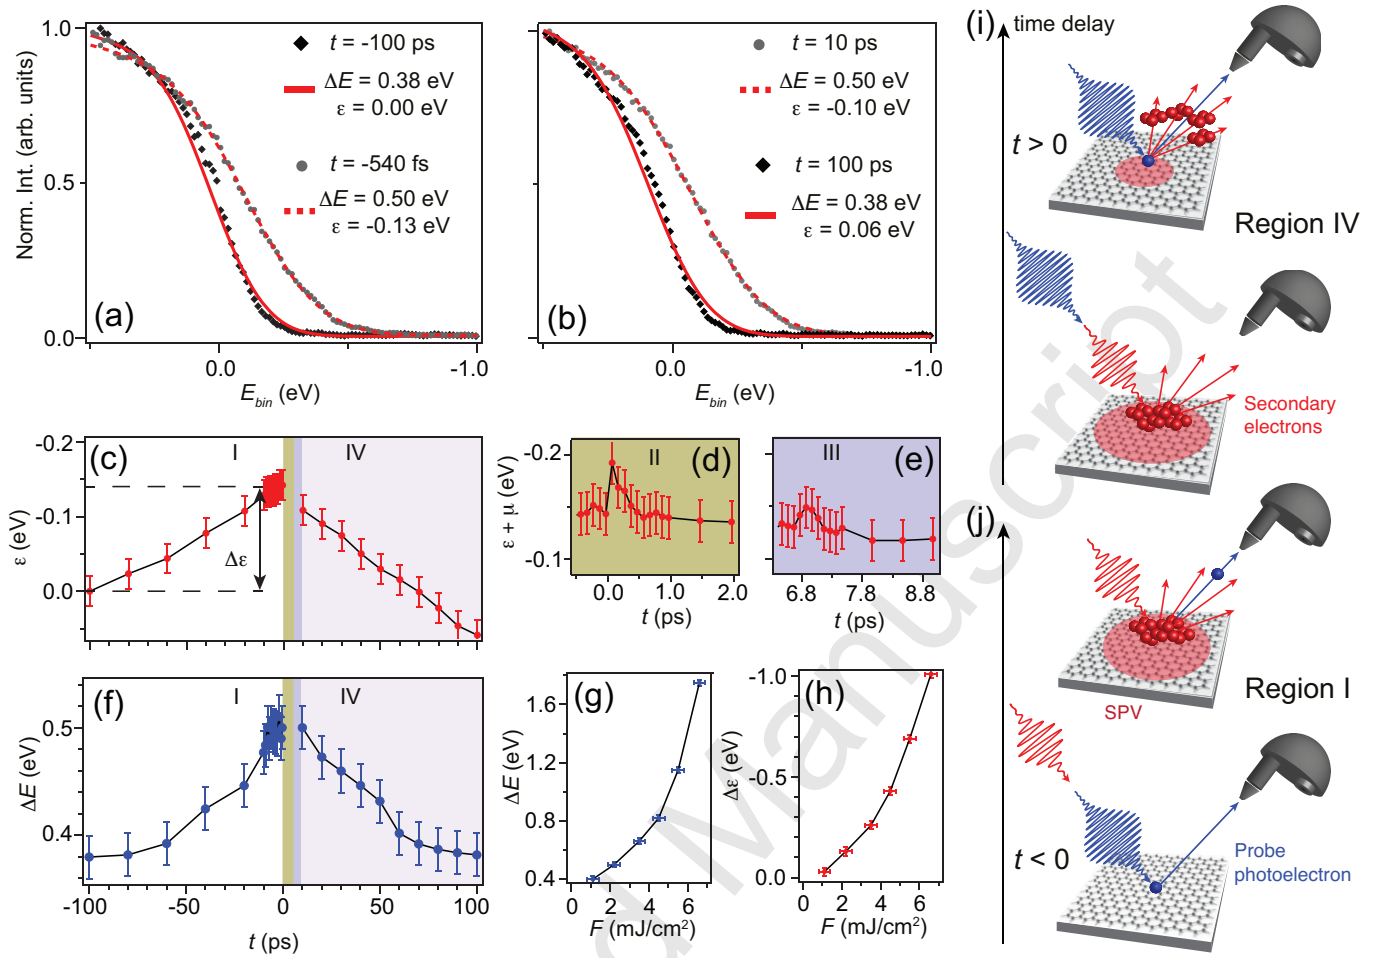 (a)
Norm. Int. (arb. units)
1.0
0.5
0.0
t = -100 ps
ΔE = 0.38 eV
ε = 0.00 eV
t = -540 fs
ΔE = 0.50 eV
ε = -0.13 eV
0.0
-1.0
E_bin (eV)
(b)
t = 10 ps
ΔE = 0.50 eV
ε = -0.10 eV
t = 100 ps
ΔE = 0.38 eV
ε = 0.06 eV
0.0
-1.0
E_bin (eV)
(c)
I
IV
ε (eV)
-0.2
-0.1
0.0
Δε
(d)
II
ε + μ (eV)
-0.2
-0.1
0.0
1.0
2.0
t (ps)
(e)
III
6.8
7.8
8.8
t (ps)
(f)
I
IV
ΔE (eV)
0.5
0.4
-100
-50
0
50
100
t (ps)
(g)
ΔE (eV)
1.6
1.2
0.8
0.4
0
2
4
6
F (mJ/cm²)
(h)
Δε (eV)
-1.0
-0.5
0.0
0
2
4
6
F (mJ/cm²)
(i)
time delay
t > 0
Region IV
Secondary
electrons
(j)
SPV
Region I
t < 0
Probe
photoelectron
d Manuscript